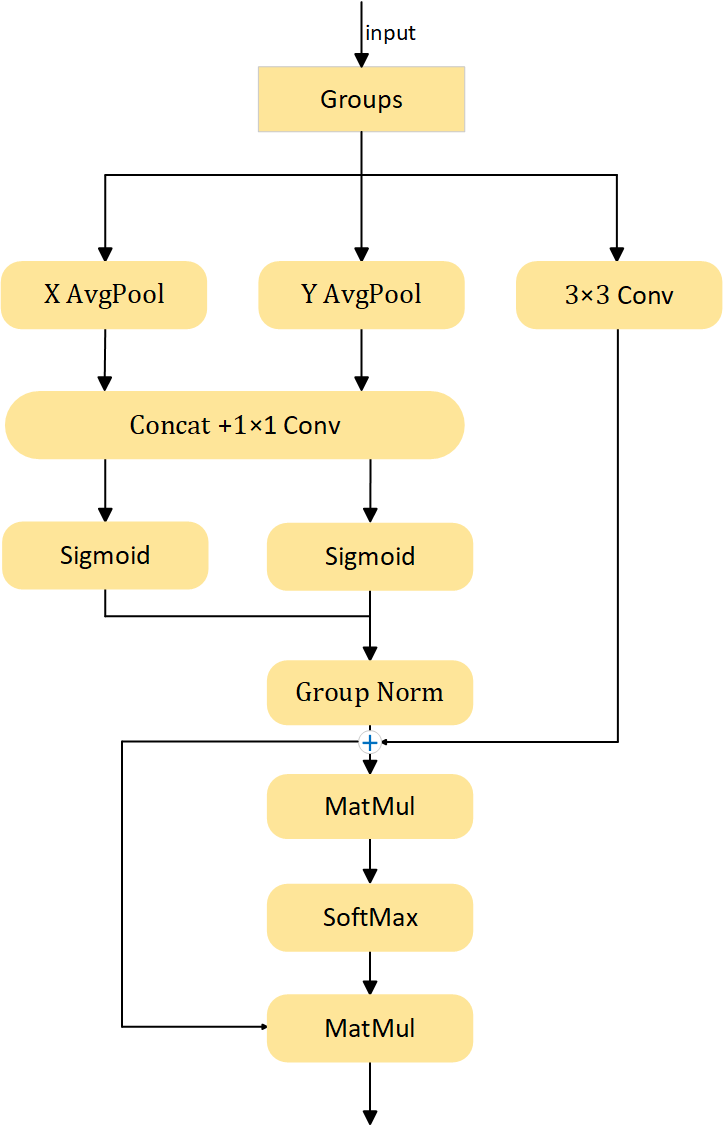 input
Groups
X AvgPool
Y AvgPool
3×3 Conv
Concat +1×1 Conv
Sigmoid
Sigmoid
Group Norm
+
MatMul
SoftMax
MatMul